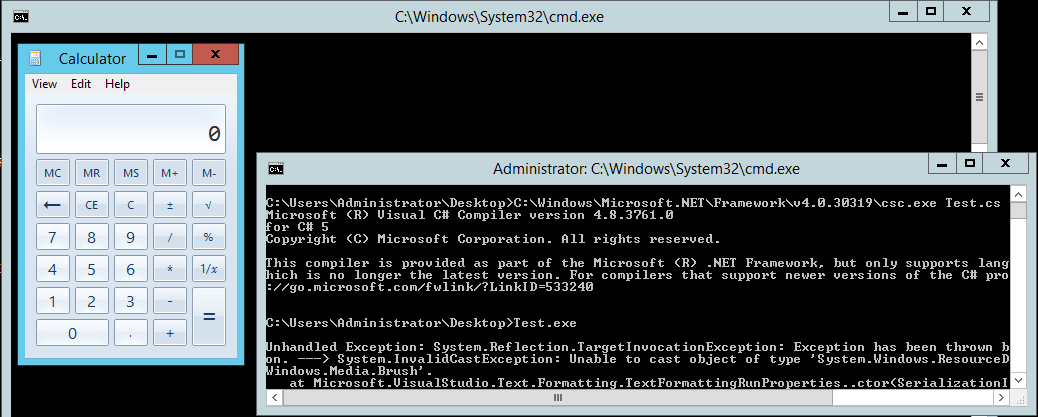 C:\Windows\System32\cmd.exe
Calculator
View Edit Help
0
MC MR MS M+ M-
← CE C ± √
7 8 9 / %
4 5 6 * 1/x
1 2 3 - =
0 . +
Administrator: C:\Windows\System32\cmd.exe
C:\Users\Administrator\Desktop>C:\Windows\Microsoft.NET\Framework\v4.0.30319\csc.exe Test.cs
Microsoft (R) Visual C# Compiler version 4.8.3761.0
for C# 5
Copyright (C) Microsoft Corporation. All rights reserved.
This compiler is provided as part of the Microsoft (R) .NET Framework, but only supports lang
hich is no longer the latest version. For compilers that support newer versions of the C# pro
://go.microsoft.com/fwlink/?LinkID=533240
C:\Users\Administrator\Desktop>Test.exe
Unhandled Exception: System.Reflection.TargetInvocationException: Exception has been thrown b
on. ---> System.InvalidCastException: Unable to cast object of type 'System.Windows.ResourceD
Windows.Media.Brush'.
at Microsoft.VisualStudio.Text.Formatting.TextFormattingRunProperties..ctor(SerializationI